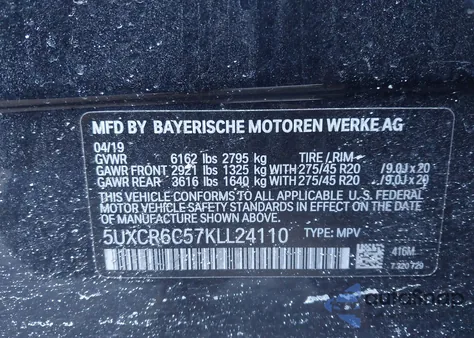 MFD BY BAYERISCHE MOTOREN WERKE AG
04/19
GVWR 6162 lbs 2795 kg TIRE / RIM
GAWR FRONT 2921 lbs 1325 kg WITH 275/45 R20 / 9.0J x 20
GAWR REAR 3616 lbs 1640 kg WITH 275/45 R20 / 9.0J x 20
THIS VEHICLE CONFORMS TO ALL APPLICABLE U.S. FEDERAL
MOTOR VEHICLE SAFETY STANDARDS IN EFFECT ON THE
DATE OF MANUFACTURE SHOWN ABOVE.
5UXCR6C57KLL24110 TYPE: MPV
416M
7 320 729